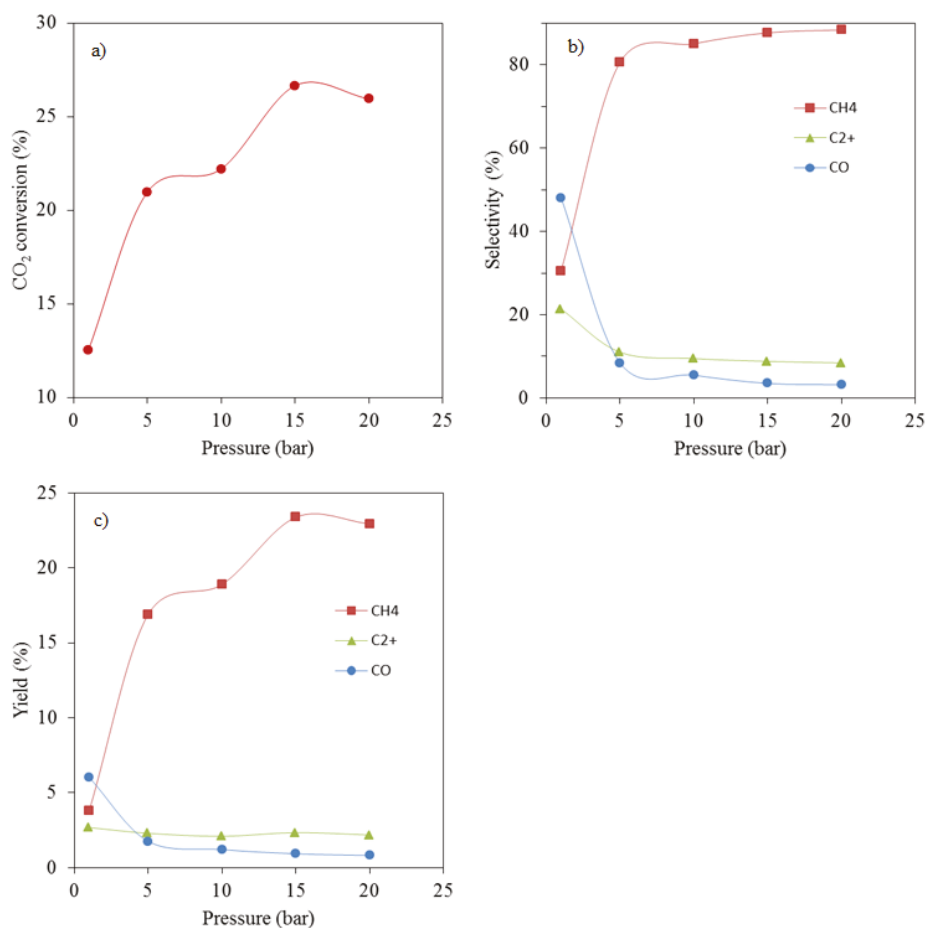 a)
CO2 conversion (%)
30
25
20
15
10
0 5 10 15 20 25
Pressure (bar)
b)
Selectivity (%)
80
60
40
20
0
0 5 10 15 20 25
Pressure (bar)
CH4
C2+
CO
c)
Yield (%)
25
20
15
10
5
0
0 5 10 15 20 25
Pressure (bar)
CH4
C2+
CO